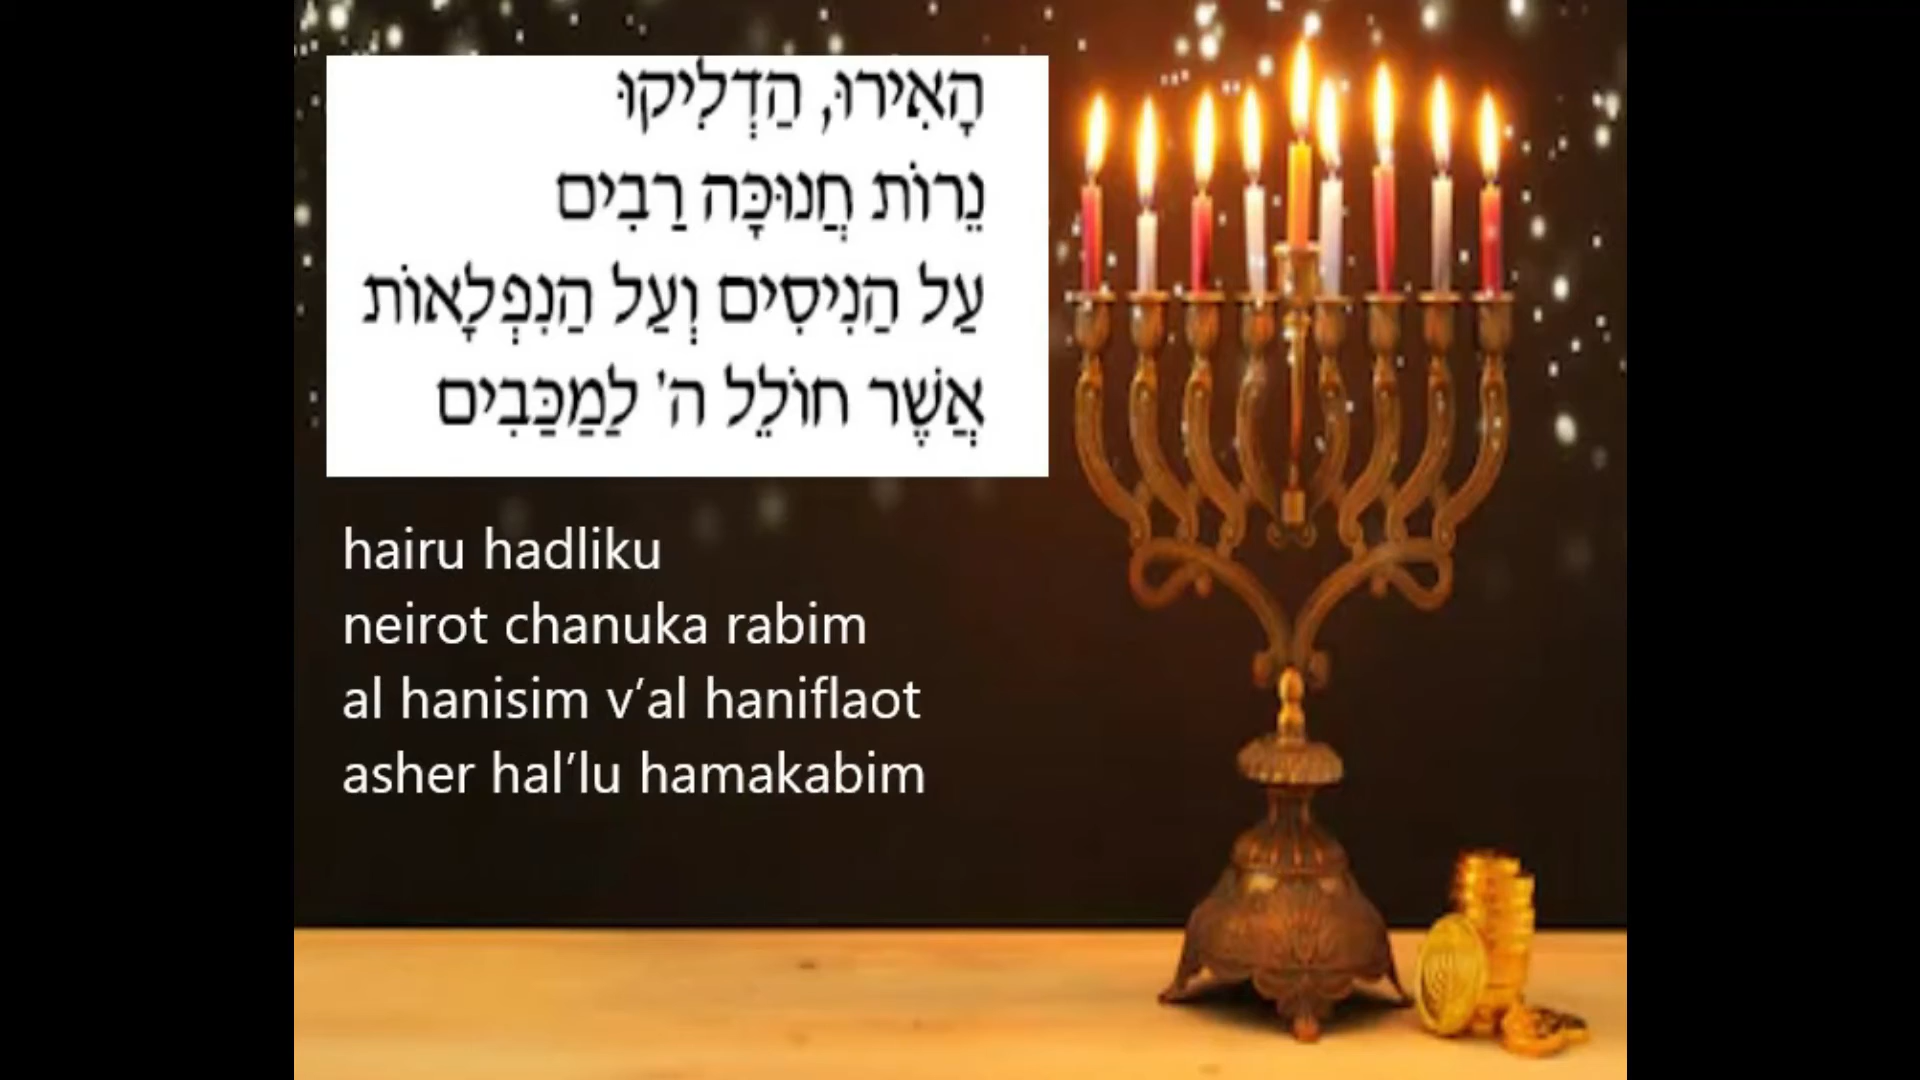 הָאִירוּ, הַדְלִיקוּ
נֵרוֹת חֲנוּכָּה רַבִּים
עַל הַנִיסִים וְעַל הַנִפְלָאוֹת
אֲשֶׁר חוֹלֵל ה' לַמַכַּבִּים
hairu hadliku
neirot chanuka rabim
al hanisim v’al haniflaot
asher hal’lu hamakabim